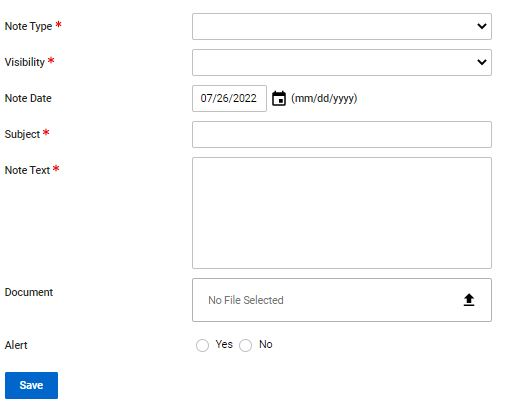 Note Type *
Visibility *
Note Date 07/26/2022 (mm/dd/yyyy)
Subject *
Note Text *
Document No File Selected
Alert Yes No
Save